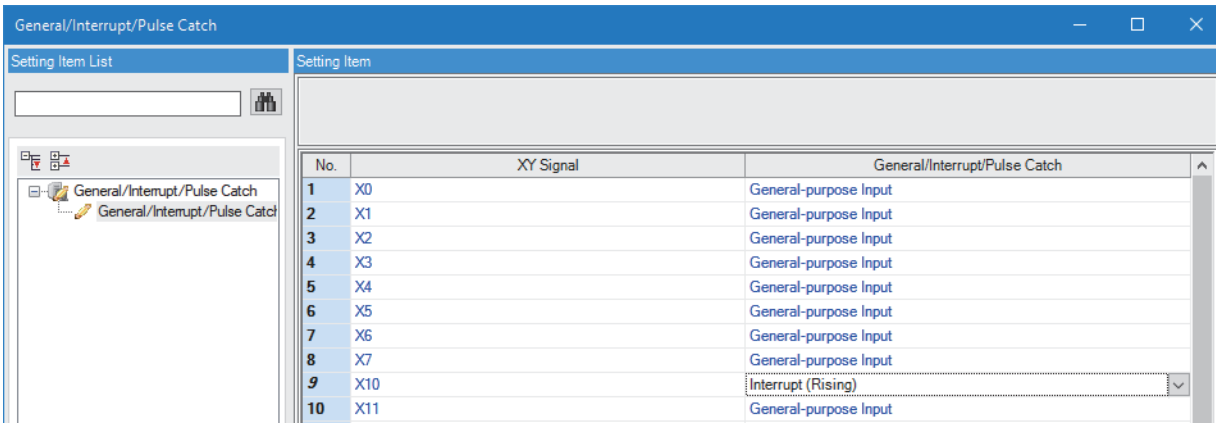 General/Interrupt/Pulse Catch
Setting Item List
Setting Item
General/Interrupt/Pulse Catch
General/Interrupt/Pulse Catch
No. XY Signal General/Interrupt/Pulse Catch
1 X0 General-purpose Input
2 X1 General-purpose Input
3 X2 General-purpose Input
4 X3 General-purpose Input
5 X4 General-purpose Input
6 X5 General-purpose Input
7 X6 General-purpose Input
8 X7 General-purpose Input
9 X10 Interrupt (Rising)
10 X11 General-purpose Input